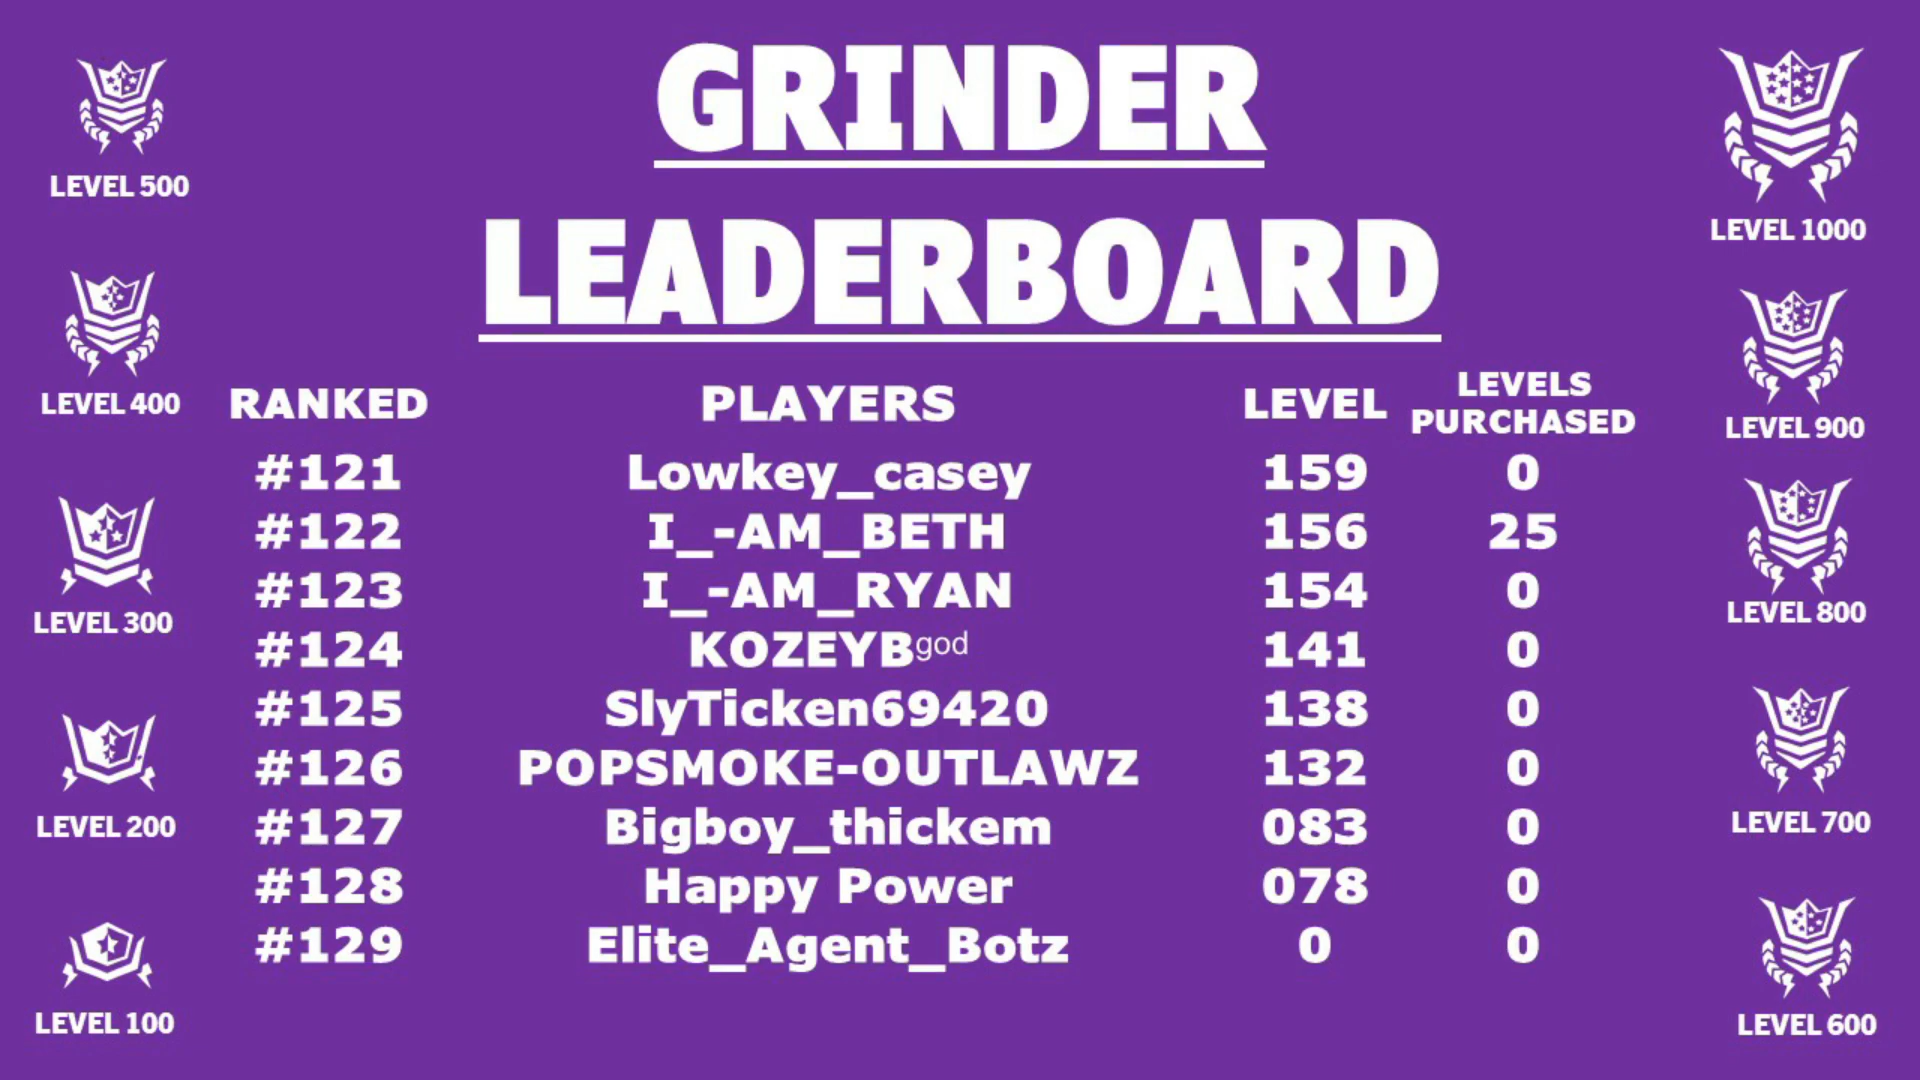 GRINDER
LEADERBOARD
LEVEL 500
LEVEL 400
LEVEL 300
LEVEL 200
LEVEL 100
RANKED PLAYERS LEVEL LEVELS PURCHASED
#121 Lowkey_casey 159 0
#122 I_-AM_BETH 156 25
#123 I_-AM_RYAN 154 0
#124 KOZEYBgod 141 0
#125 SlyTicken69420 138 0
#126 POPSMOKE-OUTLAWZ 132 0
#127 Bigboy_thickem 083 0
#128 Happy Power 078 0
#129 Elite_Agent_Botz 0 0
LEVEL 1000
LEVEL 900
LEVEL 800
LEVEL 700
LEVEL 600